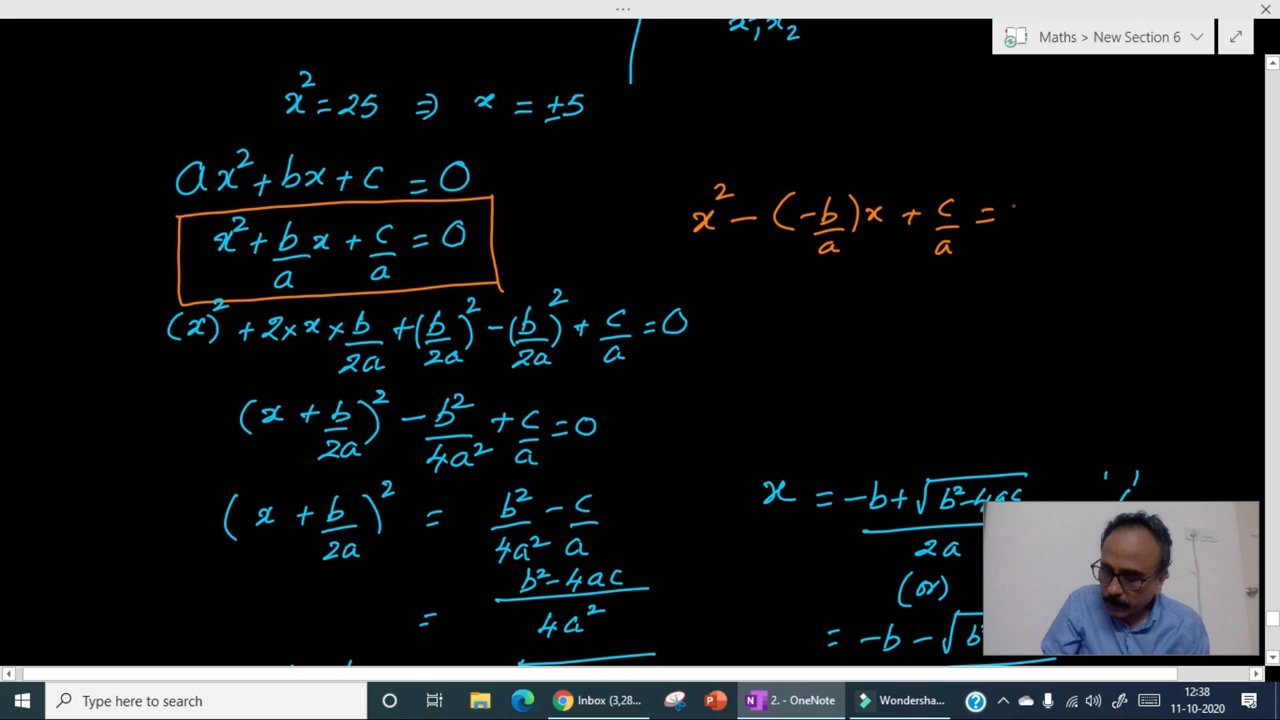 x, x₂
Maths > New Section 6
x² = 25 ⇒ x = ±5
ax² + bx + c = 0
x² + b/a x + c/a = 0
x² - (-b/a)x + c/a =
(x)² + 2 × x × b/2a + (b/2a)² - (b/2a)² + c/a = 0
(x + b/2a)² - b²/4a² + c/a = 0
(x + b/2a)² = b²/4a² - c/a
= b² - 4ac / 4a²
x = -b + √b² - 4ac / 2a
(or)
= -b - √b²
Type here to search
Inbox (3,28...
2. - OneNote
Wondersha...
12:38
11-10-2020